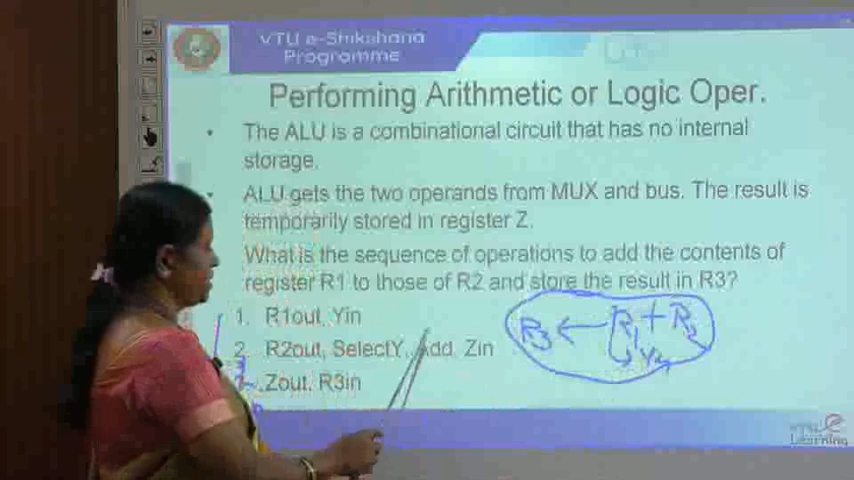 VTU e-Shikshana
Programme
Performing Arithmetic or Logic Oper.
• The ALU is a combinational circuit that has no internal
storage.
• ALU gets the two operands from MUX and bus. The result is
temporarily stored in register Z.
What is the sequence of operations to add the contents of
register R1 to those of R2 and store the result in R3?
1. R1out, Yin
2. R2out, SelectY, Add, Zin
Zout, R3in
R3 ← R1 + R2
Learning